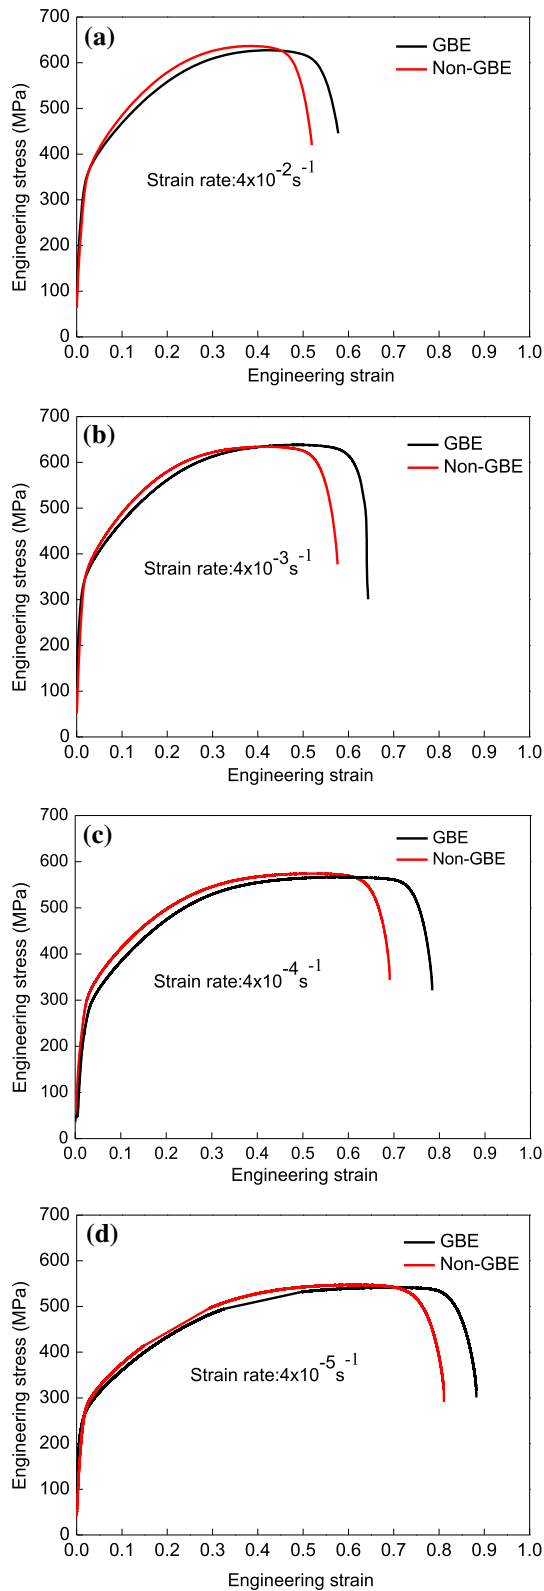 (a)
GBE
Non-GBE
Strain rate:4x10-2s-1
Engineering stress (MPa)
700
600
500
400
300
200
100
0
0.0 0.1 0.2 0.3 0.4 0.5 0.6 0.7 0.8 0.9 1.0
Engineering strain
(b)
GBE
Non-GBE
Strain rate:4x10-3s-1
Engineering stress (MPa)
700
600
500
400
300
200
100
0
0.0 0.1 0.2 0.3 0.4 0.5 0.6 0.7 0.8 0.9 1.0
Engineering strain
(c)
GBE
Non-GBE
Strain rate:4x10-4s-1
Engineering stress (MPa)
700
600
500
400
300
200
100
0
0.0 0.1 0.2 0.3 0.4 0.5 0.6 0.7 0.8 0.9 1.0
Engineering strain
(d)
GBE
Non-GBE
Strain rate:4x10-5s-1
Engineering stress (MPa)
700
600
500
400
300
200
100
0
0.0 0.1 0.2 0.3 0.4 0.5 0.6 0.7 0.8 0.9 1.0
Engineering strain